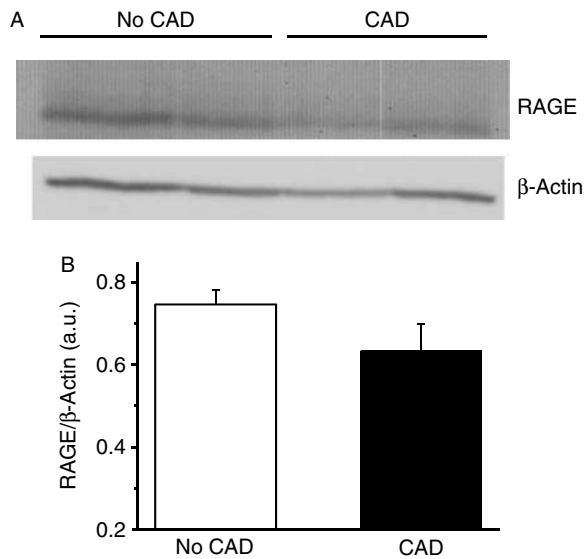 A
No CAD CAD
RAGE
β-Actin
B
RAGE/β-Actin (a.u.)
0.8
0.6
0.4
0.2
No CAD CAD